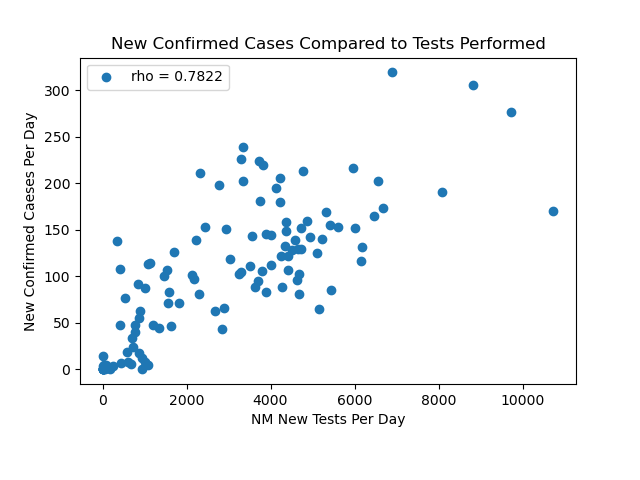 New Confirmed Cases Compared to Tests Performed
rho = 0.7822
New Confirmed Caeses Per Day
300
250
200
150
100
50
0
0 2000 4000 6000 8000 10000
NM New Tests Per Day